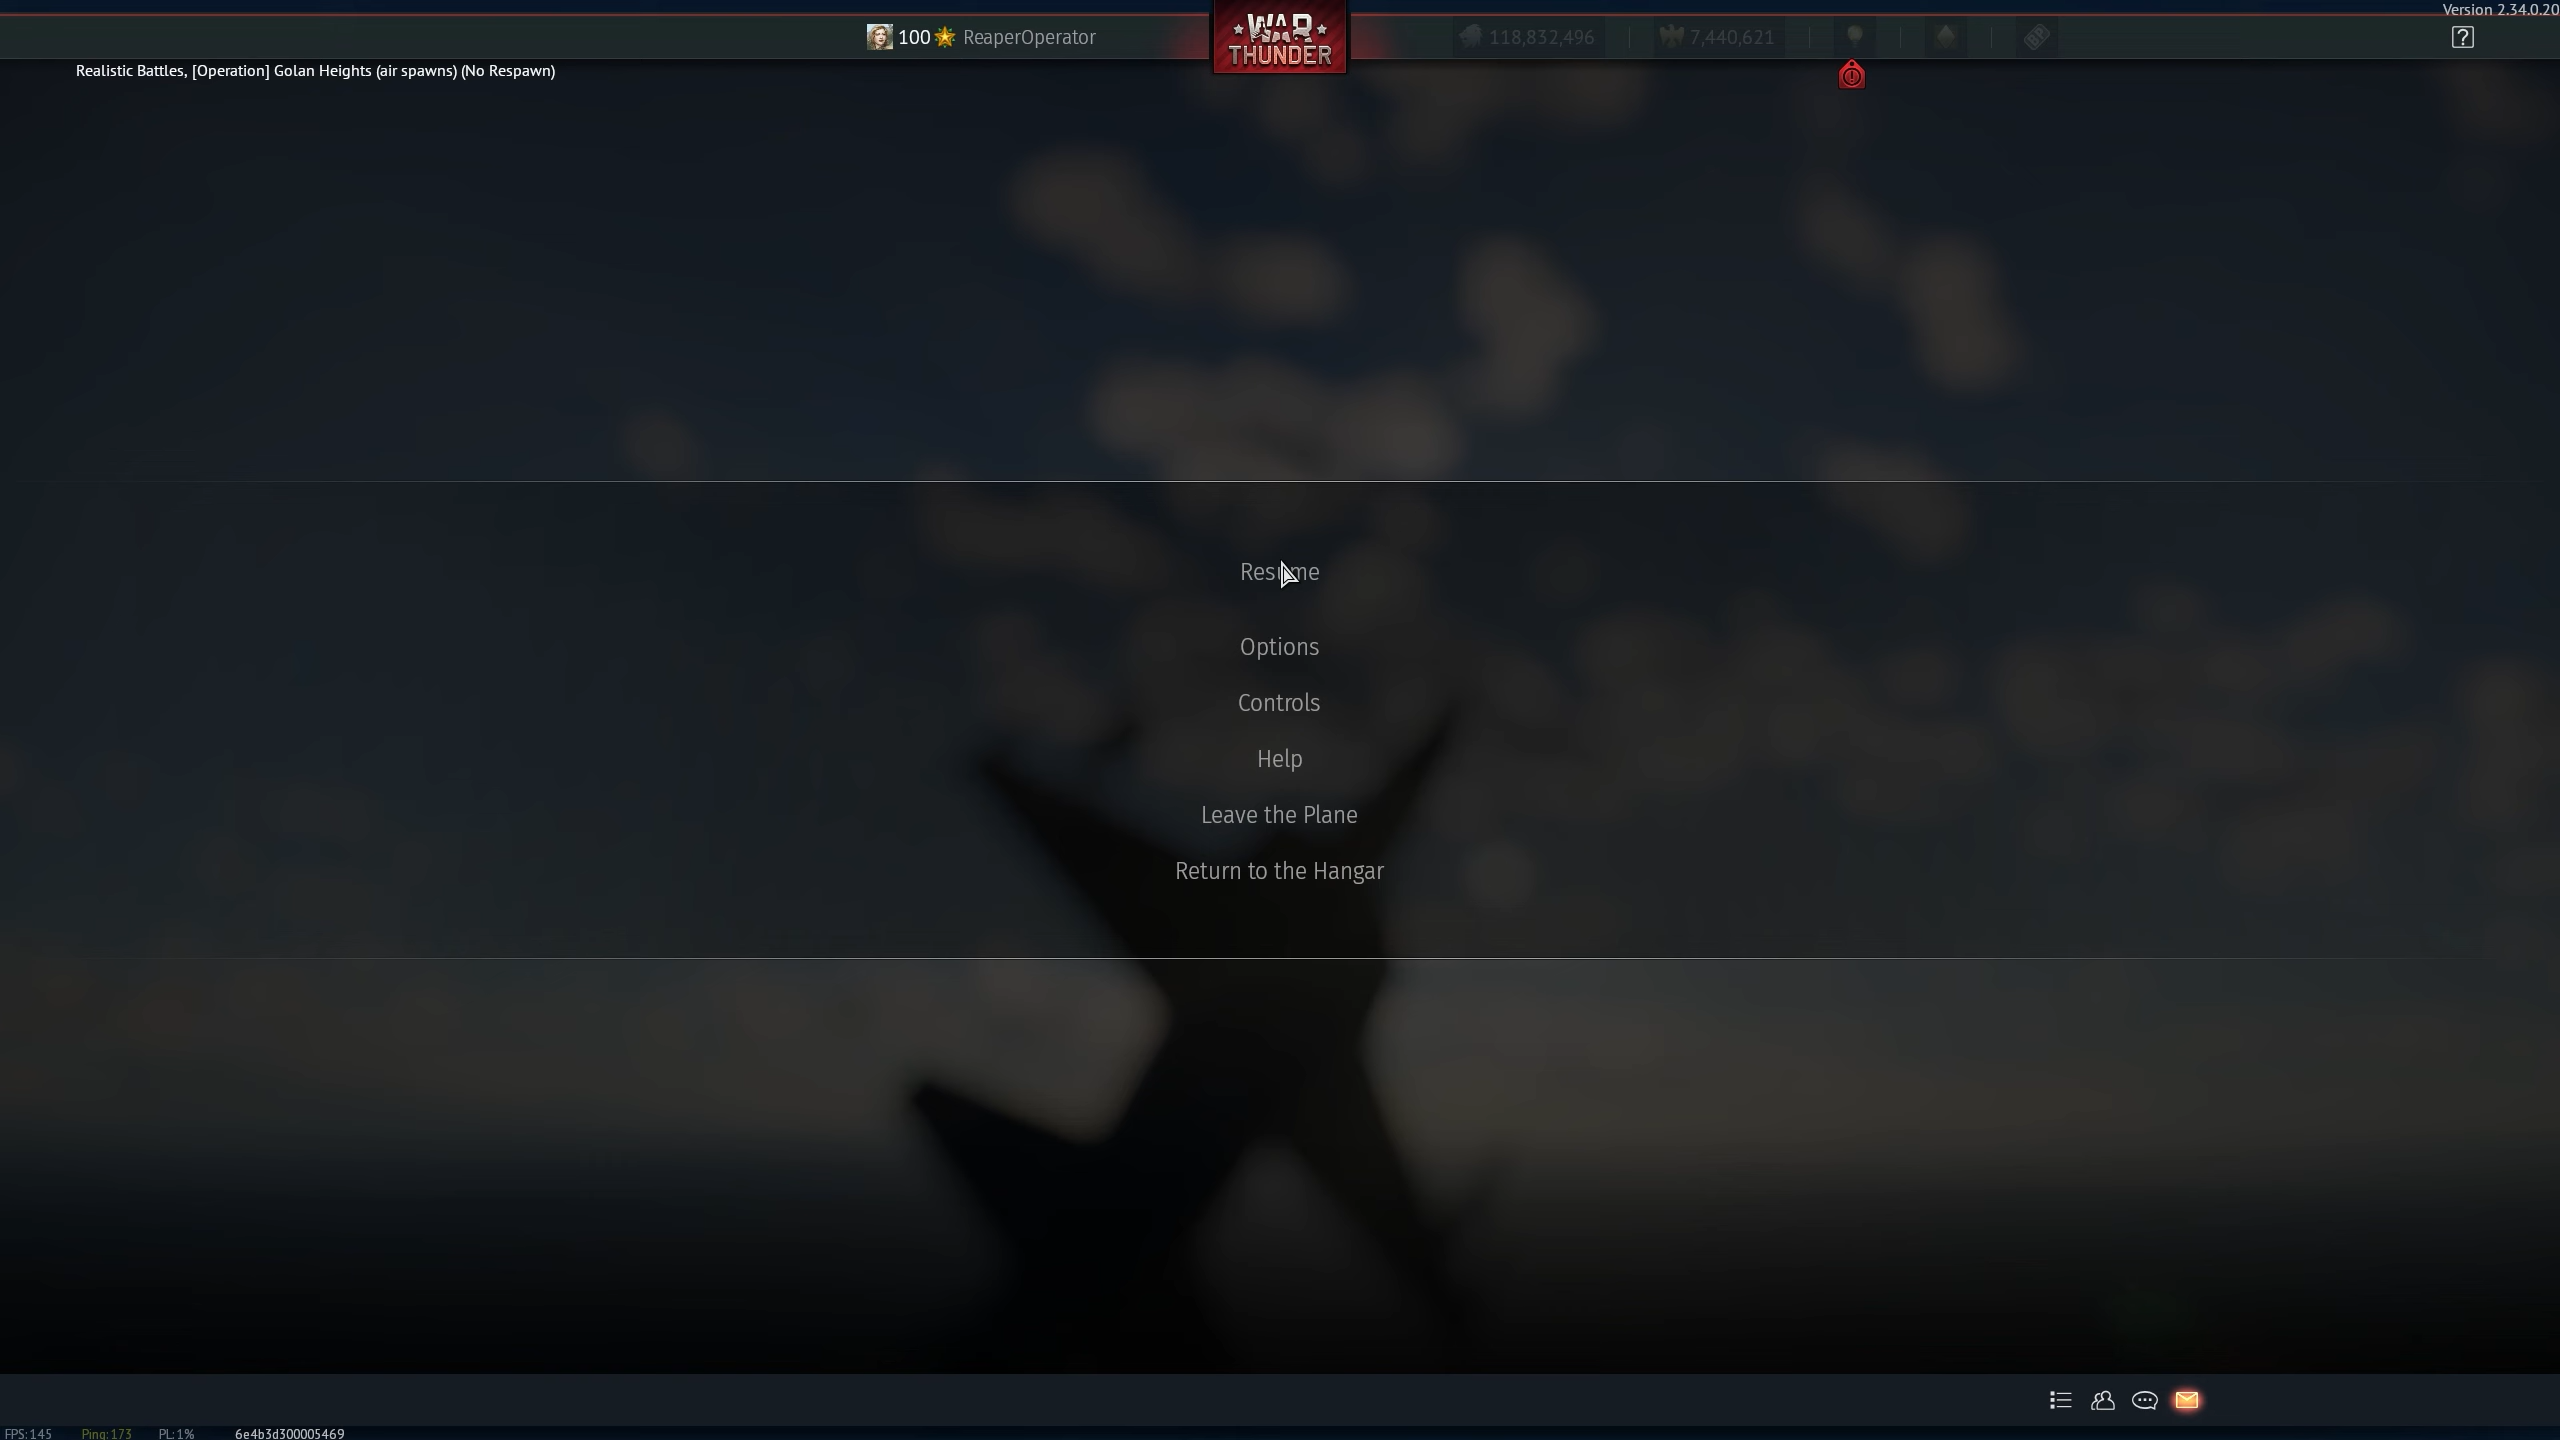 Version 2.34.0.20
100 ReaperOperator
WAR
THUNDER
118,832,496
7,440,621
Realistic Battles, [Operation] Golan Heights (air spawns) (No Respawn)
Resume
Options
Controls
Help
Leave the Plane
Return to the Hangar
FPS:145 Ping:173 PL:1% 6e4b3d300005469